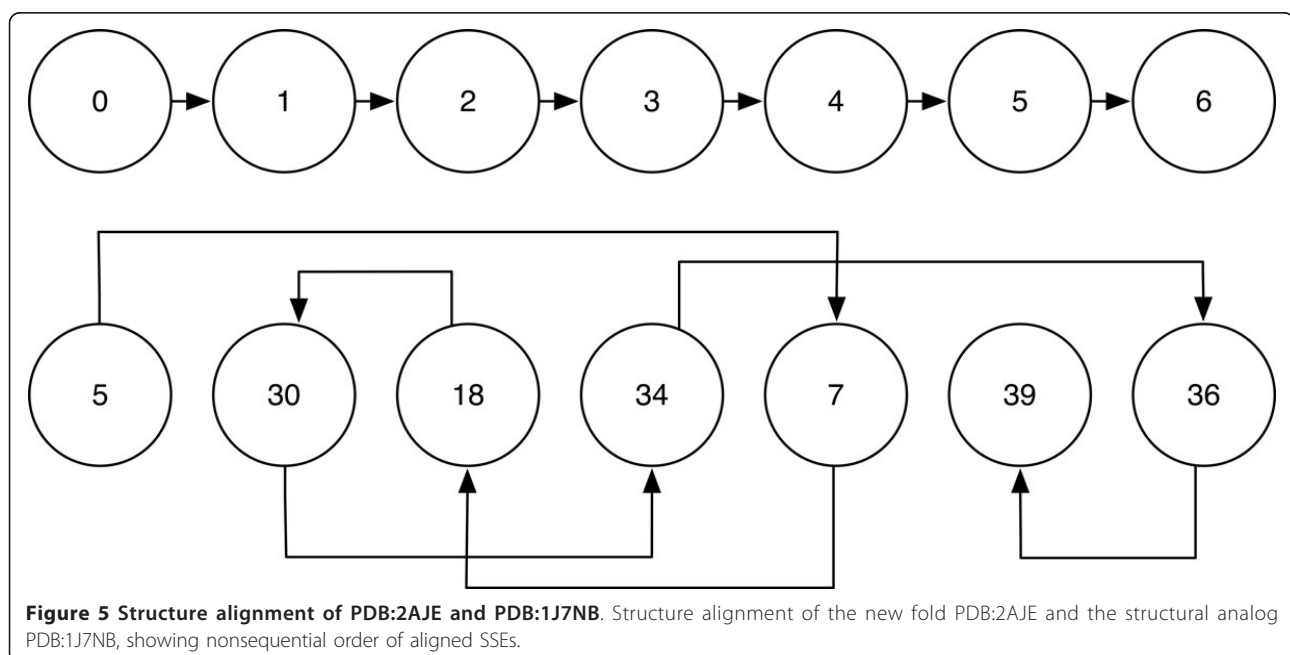 0 1 2 3 4 5 6
5 30 18 34 7 39 36
Figure 5 Structure alignment of PDB:2AJE and PDB:1J7NB. Structure alignment of the new fold PDB:2AJE and the structural analog
PDB:1J7NB, showing nonsequential order of aligned SSEs.